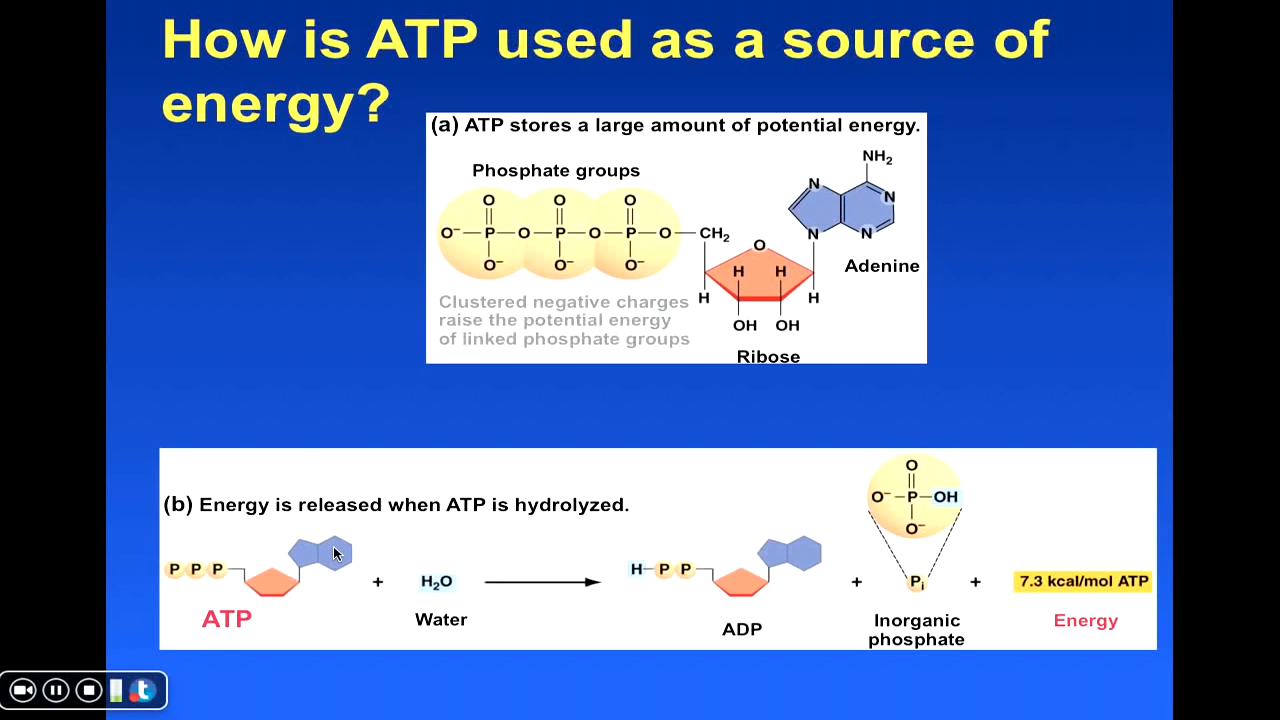 How is ATP used as a source of
energy?
(a) ATP stores a large amount of potential energy.
Phosphate groups
NH2
N
N
N
N
Adenine
O
O
O
O⁻
P
O
P
O
P
O
CH2
O⁻
O⁻
O⁻
O
H
H
H
H
OH
OH
Ribose
Clustered negative charges
raise the potential energy
of linked phosphate groups
(b) Energy is released when ATP is hydrolyzed.
P P P
ATP
+
H2O
Water
H P P
ADP
+
O
O⁻ P OH
O⁻
Pi
Inorganic
phosphate
+
7.3 kcal/mol ATP
Energy
t